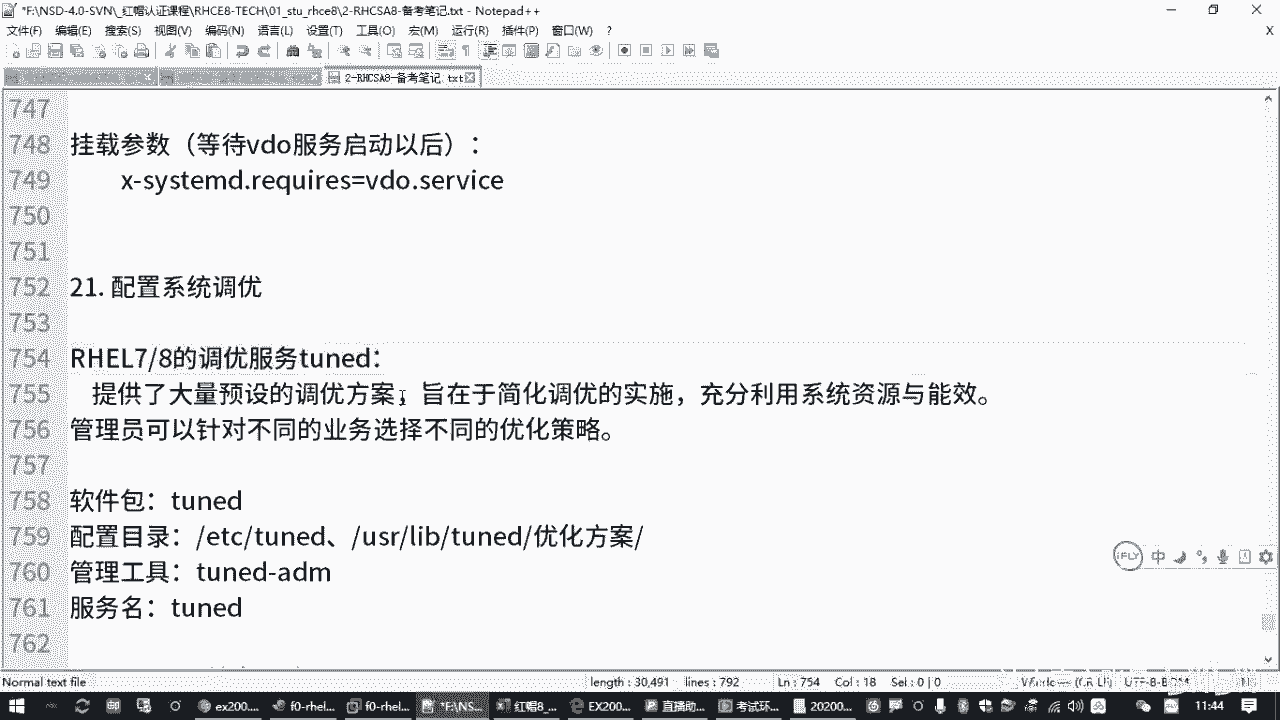 *F:\NSD-4.0-SVN\_红帽认证课程\RHCE8-TECH\01_stu_rhce8\2-RHCSA8-备考笔记.txt - Notepad++
文件(F) 编辑(E) 搜索(S) 视图(V) 编码(N) 语言(L) 设置(T) 工具(O) 宏(M) 运行(R) 插件(P) 窗口(W) ? X
2-RHCSA8-备考笔记.txt
747
748 挂载参数（等待vdo服务启动以后）：
749 x-systemd.requires=vdo.service
750
751
752 21. 配置系统调优
753
754 RHEL7/8的调优服务tuned：
755 提供了大量预设的调优方案，旨在于简化调优的实施，充分利用系统资源与能效。
756 管理员可以针对不同的业务选择不同的优化策略。
757
758 软件包：tuned
759 配置目录：/etc/tuned、/usr/lib/tuned/优化方案/
760 管理工具：tuned-adm
761 服务名：tuned
762
iFLY 中
Normal text file length : 30,491 lines : 792 Ln : 754 Col : 18 Sel : 0 | 0
ex200... f0-rhel... f0-rhel... *F:\NS... 红帽8_... EX200... 直播助... 考试环... 20200... 11:44